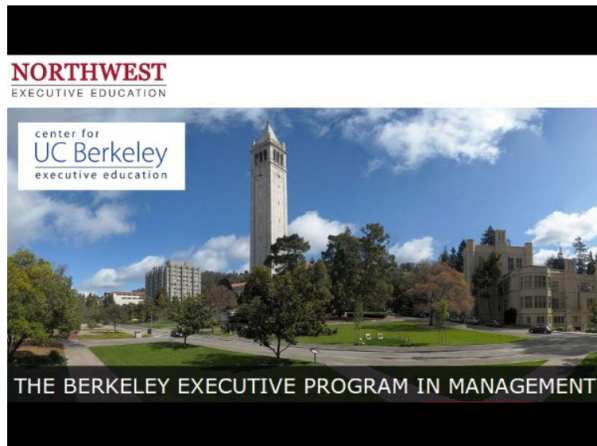 NORTHWEST
EXECUTIVE EDUCATION
center for
UC Berkeley
executive education
THE BERKELEY EXECUTIVE PROGRAM IN MANAGEMENT